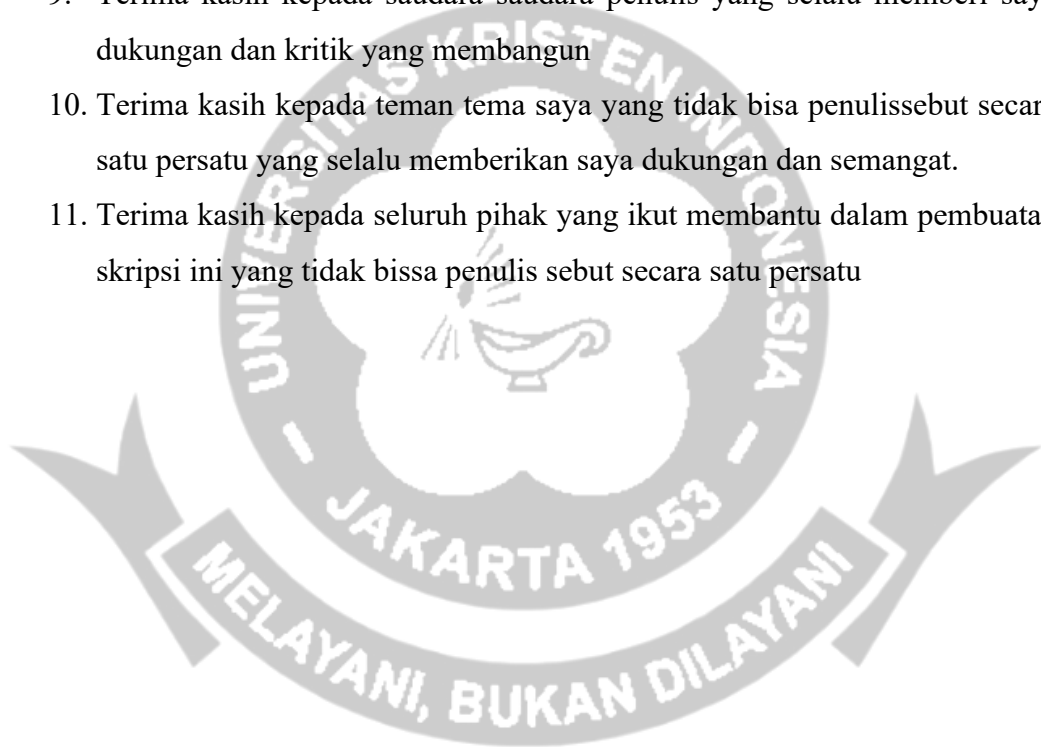 9. Terima kasih kepada saudara saudara penulis yang selalu memberi say
dukungan dan kritik yang membangun
10. Terima kasih kepada teman tema saya yang tidak bisa penulissebut secar
satu persatu yang selalu memberikan saya dukungan dan semangat.
11. Terima kasih kepada seluruh pihak yang ikut membantu dalam pembuata
skripsi ini yang tidak bissa penulis sebut secara satu persatu
UNIVERSITAS KRISTEN INDONESIA
JAKARTA 1953
MELAYANI, BUKAN DILAYANI